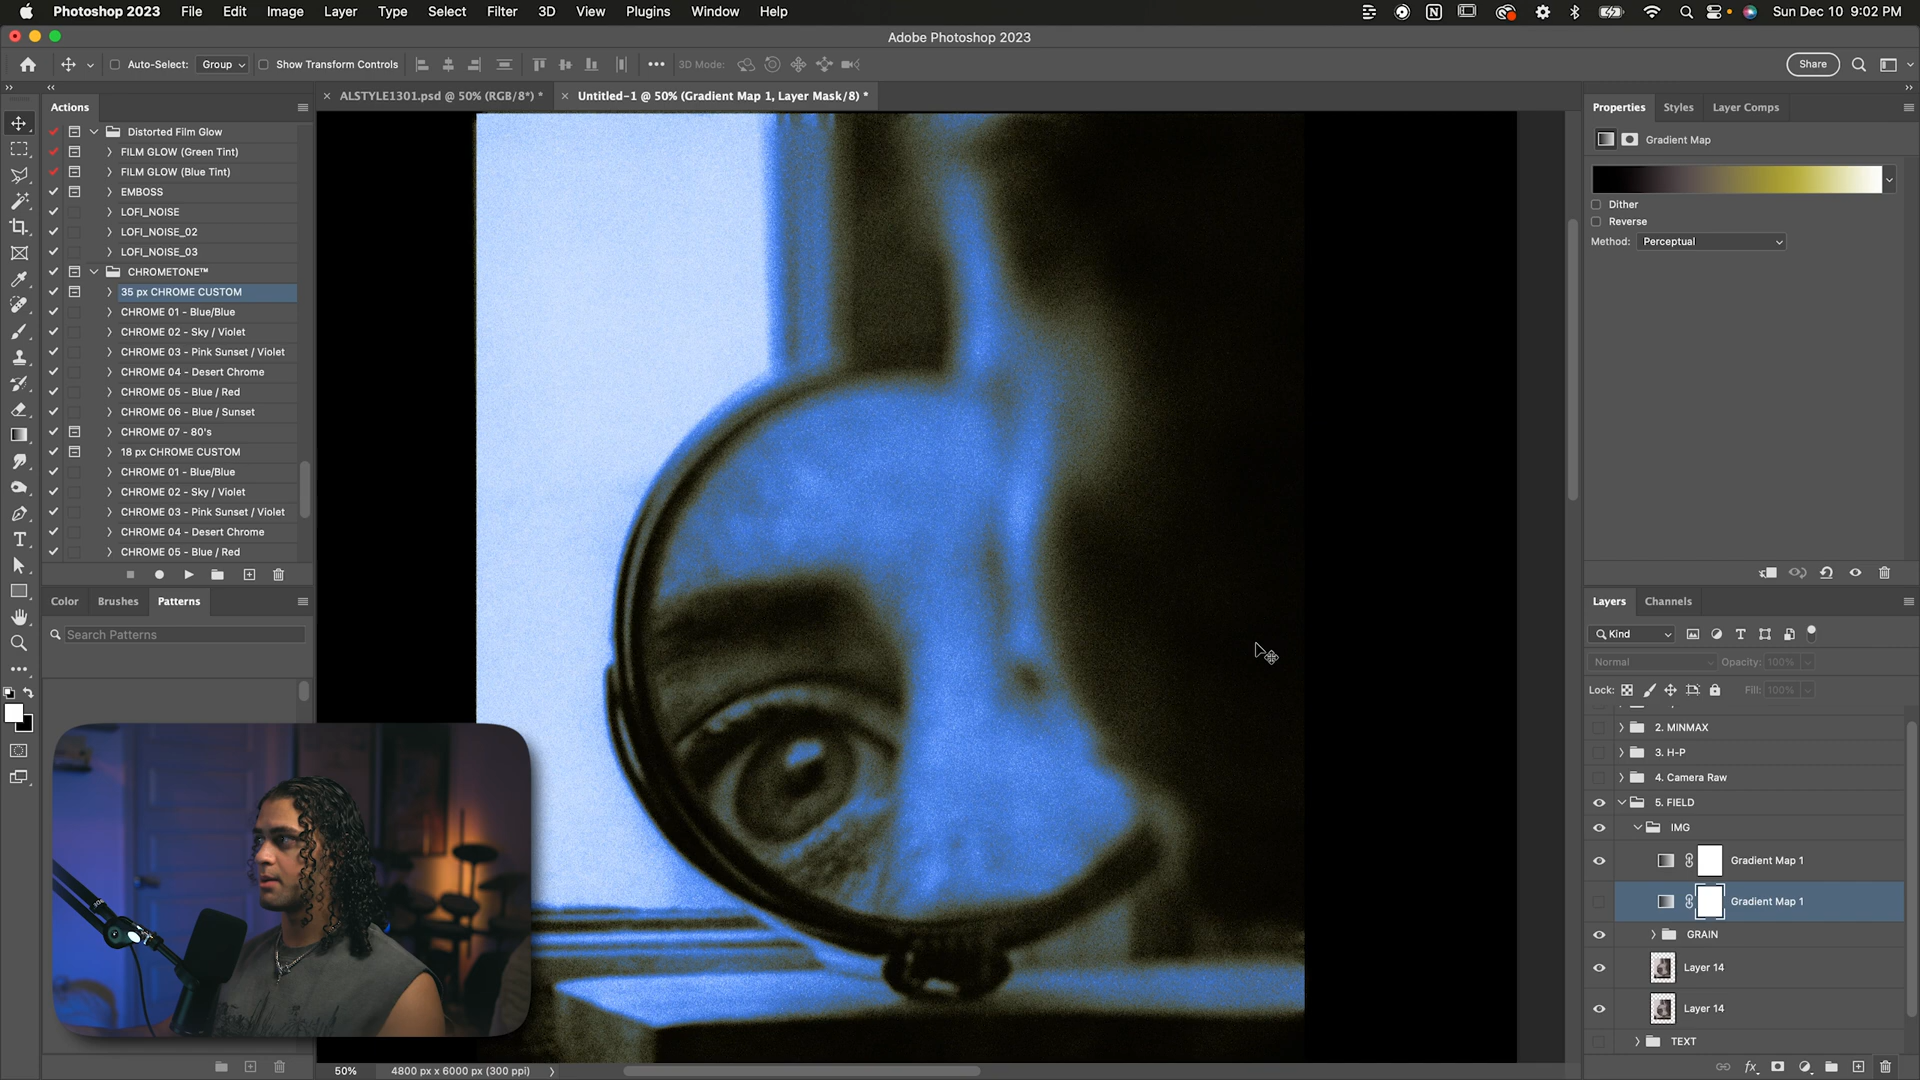 Photoshop 2023 File Edit Image Layer Type Select Filter 3D View Plugins Window Help
Sun Dec 10 9:02 PM
Adobe Photoshop 2023
Auto-Select: Group Show Transform Controls 3D Mode: Share
ALSTYLE1301.psd @ 50% (RGB/8*) *
Untitled-1 @ 50% (Gradient Map 1, Layer Mask/8) *
Actions
Distorted Film Glow
FILM GLOW (Green Tint)
FILM GLOW (Blue Tint)
EMBOSS
LOFI_NOISE
LOFI_NOISE_02
LOFI_NOISE_03
CHROMETONE™
35 px CHROME CUSTOM
CHROME 01 - Blue/Blue
CHROME 02 - Sky / Violet
CHROME 03 - Pink Sunset / Violet
CHROME 04 - Desert Chrome
CHROME 05 - Blue / Red
CHROME 06 - Blue / Sunset
CHROME 07 - 80's
18 px CHROME CUSTOM
CHROME 01 - Blue/Blue
CHROME 02 - Sky / Violet
CHROME 03 - Pink Sunset / Violet
CHROME 04 - Desert Chrome
CHROME 05 - Blue / Red
Color Brushes Patterns
Search Patterns
50% 4800 px x 6000 px (300 ppi)
Properties Styles Layer Comps
Gradient Map
Dither
Reverse
Method: Perceptual
Layers Channels
Kind
Normal Opacity: 100%
Lock: Fill: 100%
2. MINMAX
3. H-P
4. Camera Raw
5. FIELD
IMG
Gradient Map 1
Gradient Map 1
GRAIN
Layer 14
Layer 14
TEXT